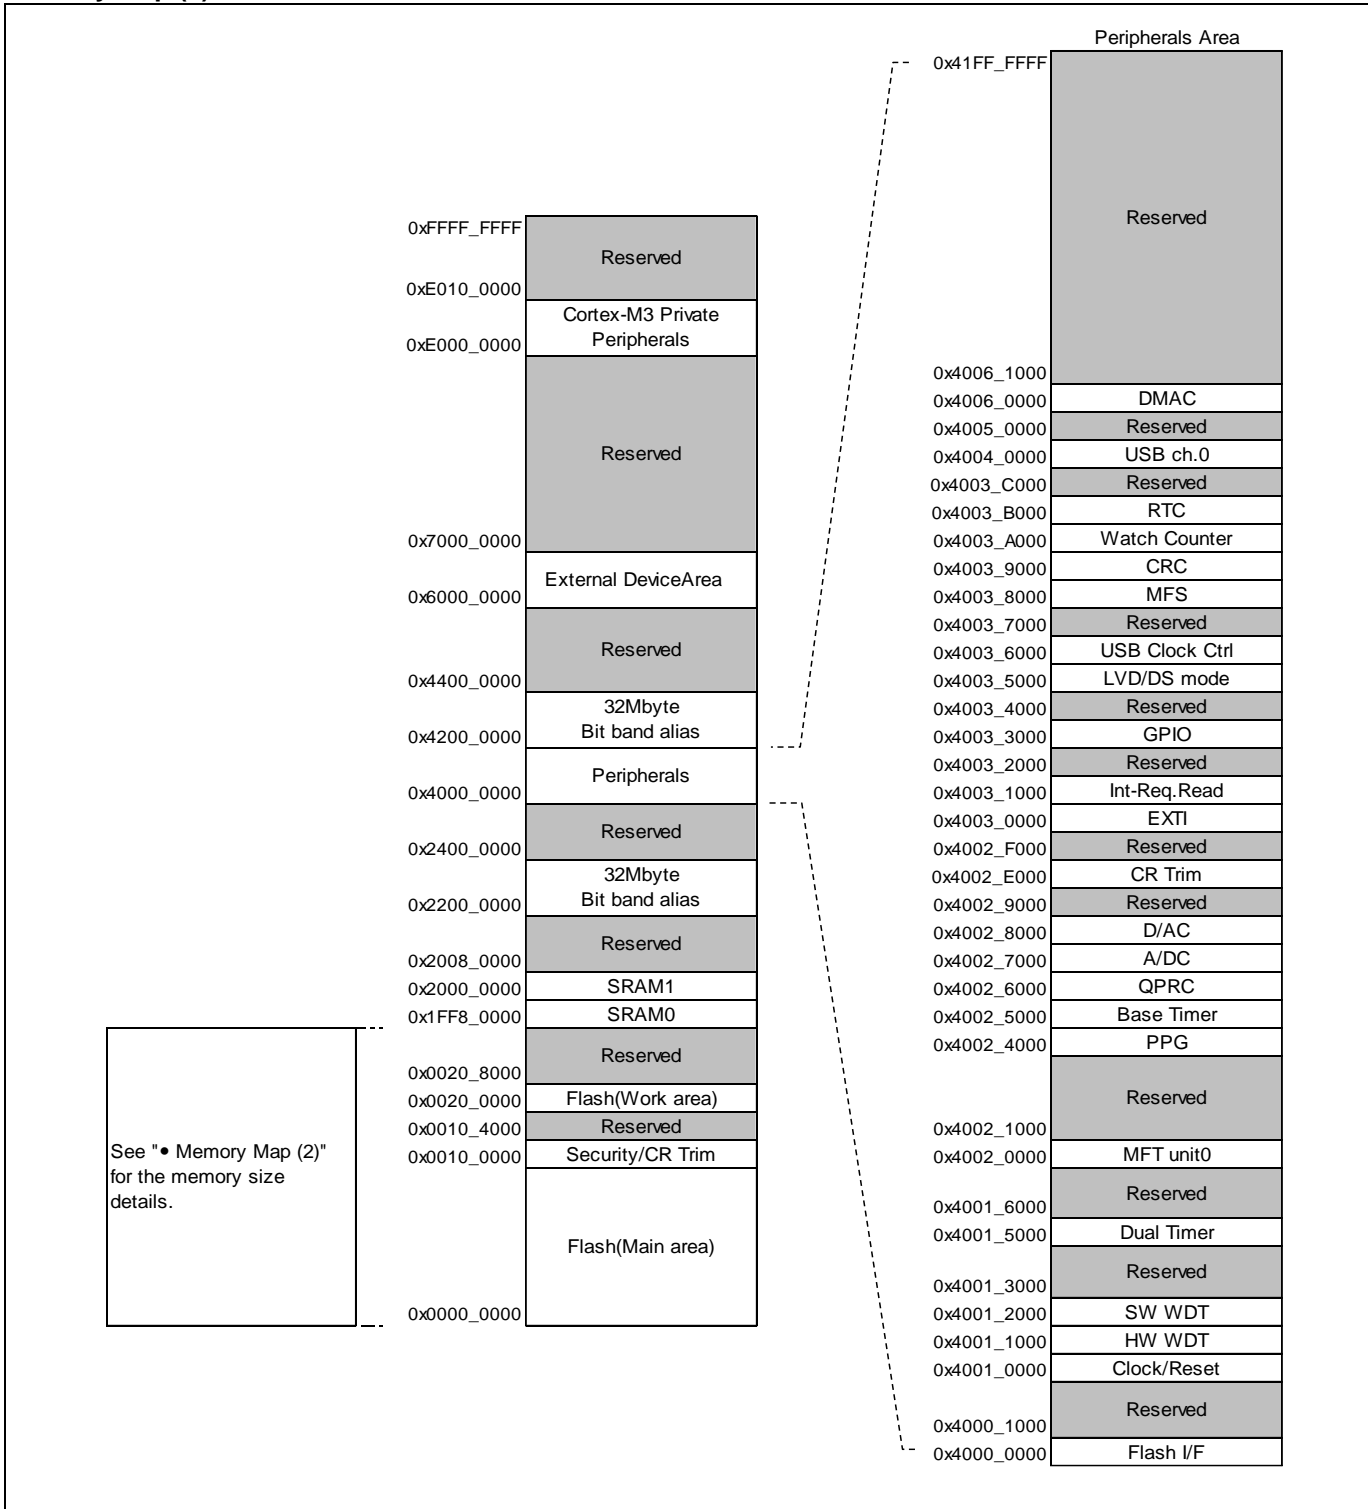 Peripherals Area
0x41FF_FFFF
Reserved
0x4006_1000
0x4006_0000 DMAC
0x4005_0000 Reserved
0x4004_0000 USB ch.0
0x4003_C000 Reserved
0x4003_B000 RTC
0x4003_A000 Watch Counter
0x4003_9000 CRC
0x4003_8000 MFS
0x4003_7000 Reserved
0x4003_6000 USB Clock Ctrl
0x4003_5000 LVD/DS mode
0x4003_4000 Reserved
0x4003_3000 GPIO
0x4003_2000 Reserved
0x4003_1000 Int-Req.Read
0x4003_0000 EXTI
0x4002_F000 Reserved
0x4002_E000 CR Trim
0x4002_9000 Reserved
0x4002_8000 D/AC
0x4002_7000 A/DC
0x4002_6000 QPRC
0x4002_5000 Base Timer
0x4002_4000 PPG
Reserved
0x4002_1000
0x4002_0000 MFT unit0
Reserved
0x4001_6000
0x4001_5000 Dual Timer
Reserved
0x4001_3000
0x4001_2000 SW WDT
0x4001_1000 HW WDT
0x4001_0000 Clock/Reset
Reserved
0x4000_1000
0x4000_0000 Flash I/F
0xFFFF_FFFF
Reserved
0xE010_0000
Cortex-M3 Private
Peripherals
0xE000_0000
Reserved
0x7000_0000
External DeviceArea
0x6000_0000
Reserved
0x4400_0000
32Mbyte
Bit band alias
0x4200_0000
Peripherals
0x4000_0000
Reserved
0x2400_0000
32Mbyte
Bit band alias
0x2200_0000
Reserved
0x2008_0000
0x2000_0000 SRAM1
0x1FF8_0000 SRAM0
Reserved
0x0020_8000
0x0020_0000 Flash(Work area)
0x0010_4000 Reserved
0x0010_0000 Security/CR Trim
Flash(Main area)
0x0000_0000
See "• Memory Map (2)"
for the memory size
details.